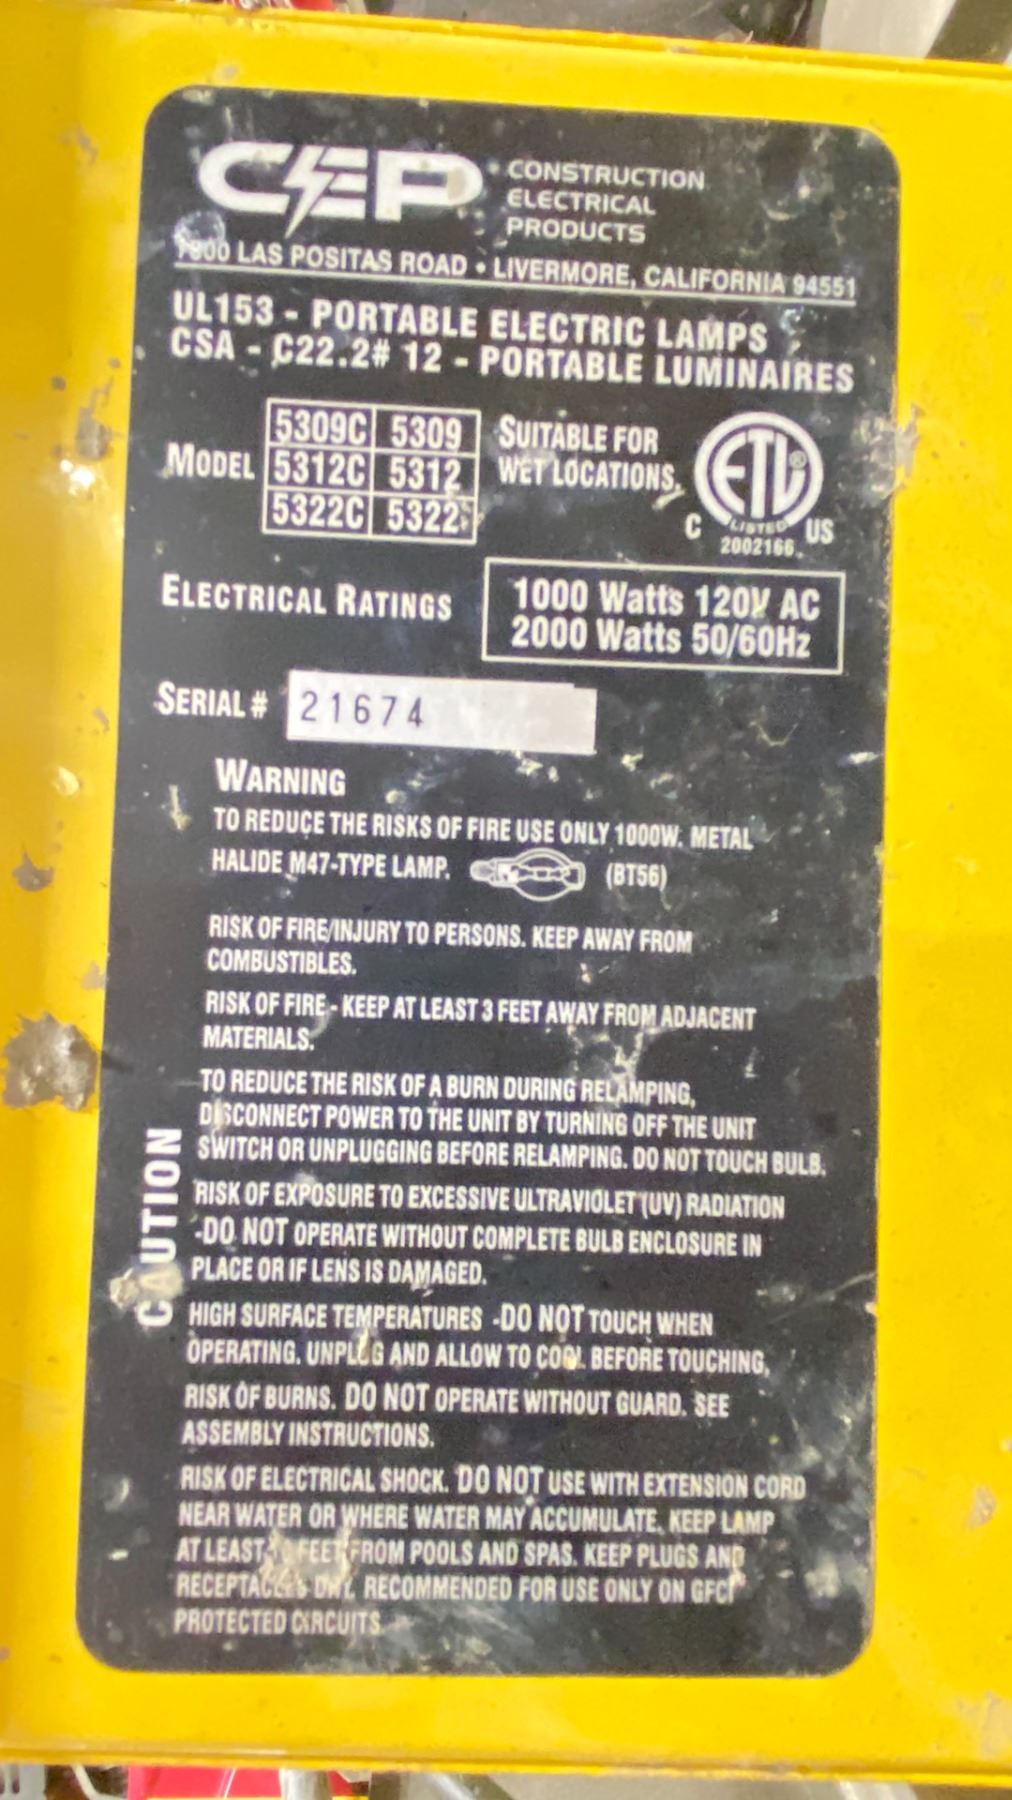 CEP CONSTRUCTION
ELECTRICAL
PRODUCTS
LAS POSITAS ROAD • LIVERMORE, CALIFORNIA 94551
UL153 - PORTABLE ELECTRIC LAMPS
CSA - C22.2# 12 - PORTABLE LUMINAIRES
MODEL
5309C 5309
5312C 5312
5322C 5322
SUITABLE FOR
WET LOCATIONS
ETL®
C LISTED US
2002166
ELECTRICAL RATINGS
1000 Watts 120V AC
2000 Watts 50/60Hz
SERIAL # 21674
WARNING
TO REDUCE THE RISKS OF FIRE USE ONLY 1000W. METAL
HALIDE M47-TYPE LAMP. (BT56)
CAUTION
RISK OF FIRE/INJURY TO PERSONS. KEEP AWAY FROM
COMBUSTIBLES.
RISK OF FIRE - KEEP AT LEAST 3 FEET AWAY FROM ADJACENT
MATERIALS.
TO REDUCE THE RISK OF A BURN DURING RELAMPING,
DISCONNECT POWER TO THE UNIT BY TURNING OFF THE UNIT
SWITCH OR UNPLUGGING BEFORE RELAMPING. DO NOT TOUCH BULB.
RISK OF EXPOSURE TO EXCESSIVE ULTRAVIOLET (UV) RADIATION
-DO NOT OPERATE WITHOUT COMPLETE BULB ENCLOSURE IN
PLACE OR IF LENS IS DAMAGED.
HIGH SURFACE TEMPERATURES -DO NOT TOUCH WHEN
OPERATING. UNPLUG AND ALLOW TO COOL BEFORE TOUCHING,
RISK OF BURNS. DO NOT OPERATE WITHOUT GUARD. SEE
ASSEMBLY INSTRUCTIONS.
RISK OF ELECTRICAL SHOCK. DO NOT USE WITH EXTENSION CORD
NEAR WATER OR WHERE WATER MAY ACCUMULATE. KEEP LAMP
AT LEAST FEET FROM POOLS AND SPAS. KEEP PLUGS AND
RECEPTACLES DRY. RECOMMENDED FOR USE ONLY ON GFCI
PROTECTED CIRCUITS